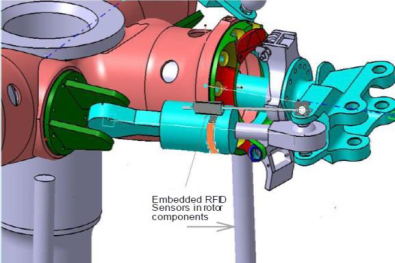 Embedded RFID
Sensors in rotor
components